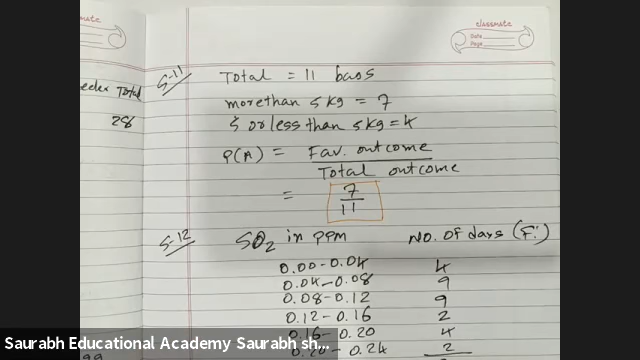 classmate
classmate
Date
Page
S-11
Total = 11 bags
more than 5 kg = 7
5 or less than 5 kg = 4
P(A) = Fav. outcome
Total outcome
= 7
11
Total
28
S-12
SO2 in PPM No. of days (F:)
0.00-0.04 4
0.04-0.08 9
0.08-0.12 9
0.12-0.16 2
0.16-0.20 4
0.20-0.24 2
99
Saurabh Educational Academy Saurabh sh...